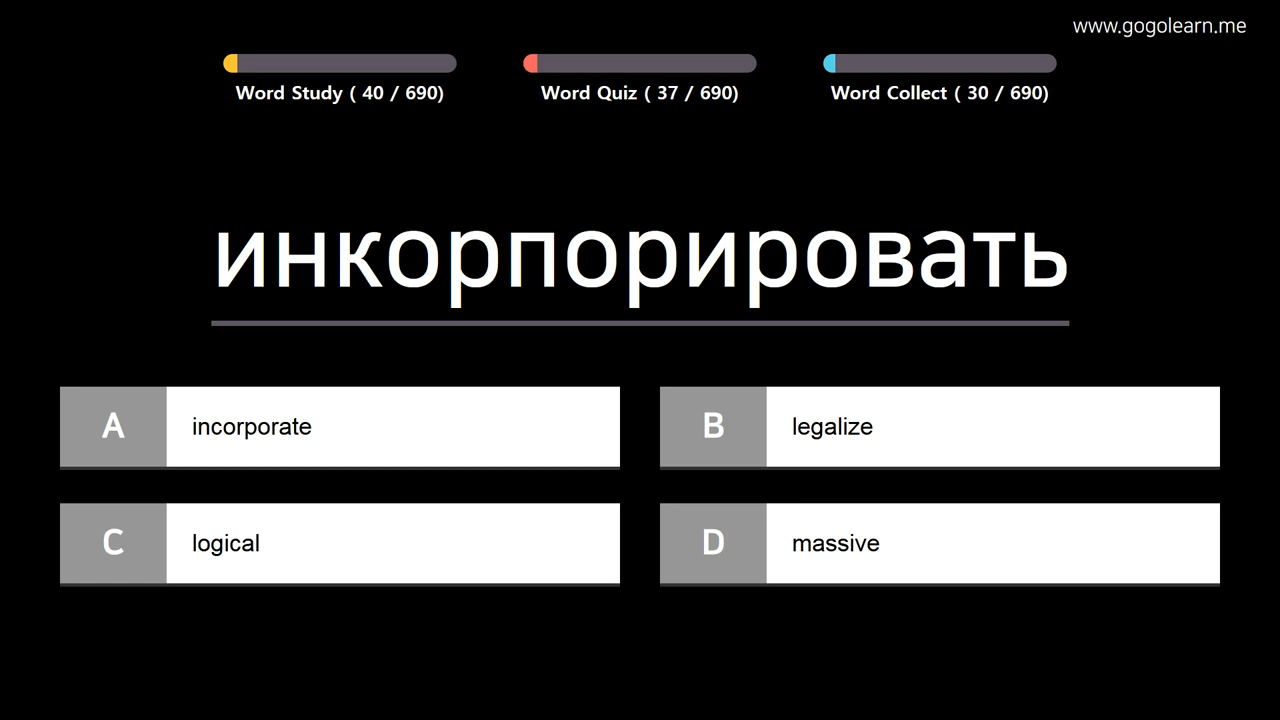 www.gogolearn.me
Word Study ( 40 / 690)
Word Quiz ( 37 / 690)
Word Collect ( 30 / 690)
инкорпорировать
A incorporate
B legalize
C logical
D massive